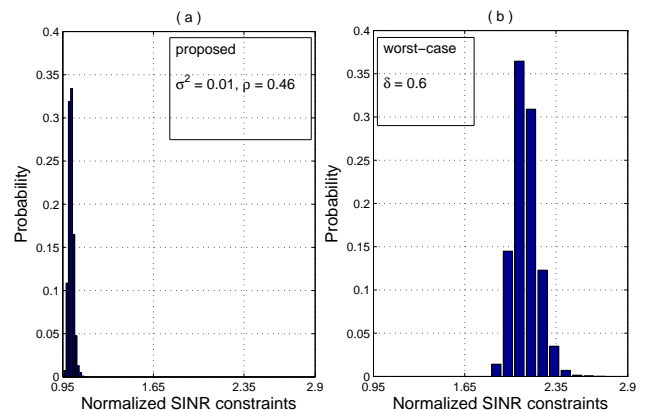 ( a )
proposed
σ² = 0.01, ρ = 0.46
Probability
0.4
0.35
0.3
0.25
0.2
0.15
0.1
0.05
0
0.95 1.65 2.35 2.9
Normalized SINR constraints
( b )
worst−case
δ = 0.6
Probability
0.4
0.35
0.3
0.25
0.2
0.15
0.1
0.05
0
0.95 1.65 2.35 2.9
Normalized SINR constraints